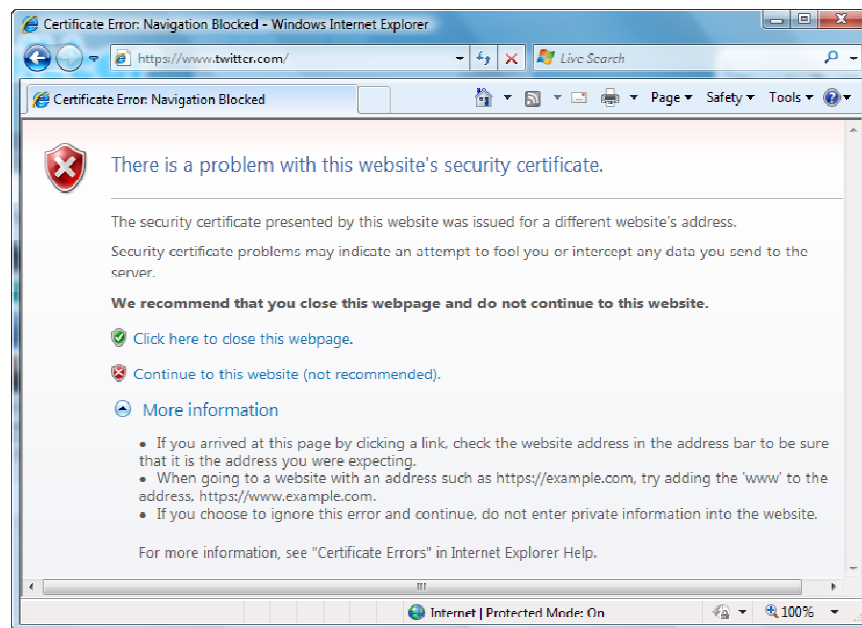 Certificate Error: Navigation Blocked - Windows Internet Explorer
https://www.twitter.com/
Live Search
Certificate Error: Navigation Blocked
Page
Safety
Tools
There is a problem with this website's security certificate.
The security certificate presented by this website was issued for a different website's address.
Security certificate problems may indicate an attempt to fool you or intercept any data you send to the
server.
We recommend that you close this webpage and do not continue to this website.
Click here to close this webpage.
Continue to this website (not recommended).
More information
• If you arrived at this page by clicking a link, check the website address in the address bar to be sure
that it is the address you were expecting.
• When going to a website with an address such as https://example.com, try adding the 'www' to the
address, https://www.example.com.
• If you choose to ignore this error and continue, do not enter private information into the website.
For more information, see "Certificate Errors" in Internet Explorer Help.
Internet | Protected Mode: On
100%